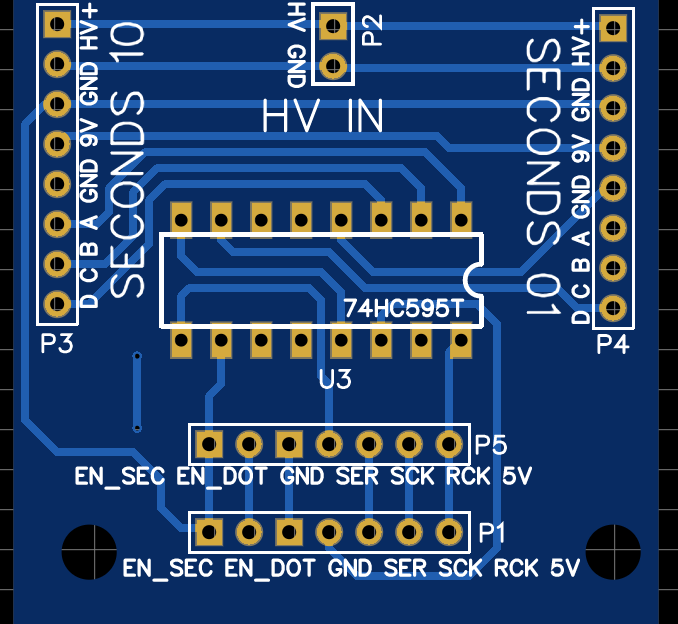 HV+ GND 9V GND A B C D
SECONDS 10
P3
HV GND
P2
HV IN
SECONDS 01
HV+ GND 9V GND A B C D
P4
74HC595T
U3
P5
EN_SEC EN_DOT GND SER SCK RCK 5V
P1
EN_SEC EN_DOT GND SER SCK RCK 5V